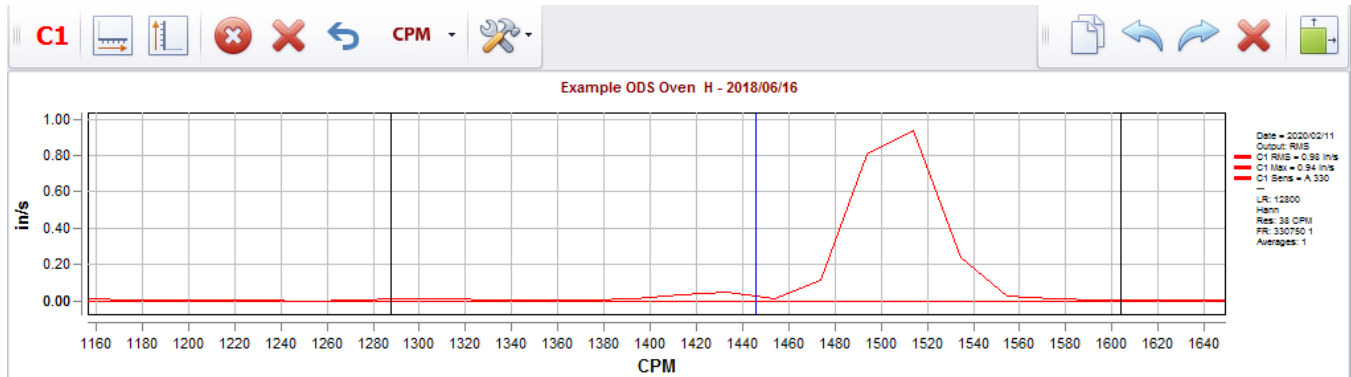 C1
CPM
Example ODS Oven H - 2018/06/16
1.00
0.80
0.60
0.40
0.20
0.00
in/s
1160 1180 1200 1220 1240 1260 1280 1300 1320 1340 1360 1380 1400 1420 1440 1460 1480 1500 1520 1540 1560 1580 1600 1620 1640
CPM
Date = 2020/02/11
Output: RMS
C1 RMS = 0.98 in/s
C1 Max = 0.94 in/s
C1 Sens = A 330
---
LR: 12800
Hann
Res: 38 CPM
FR: 330750 1
Averages: 1